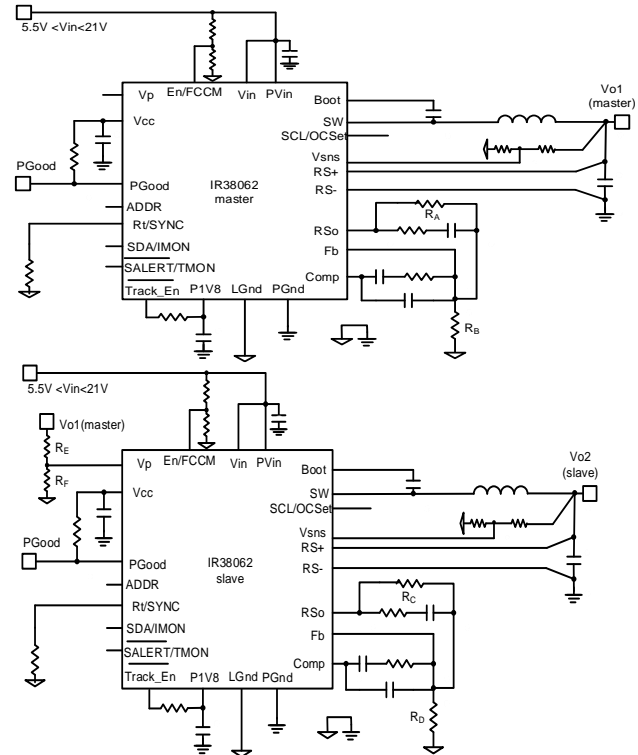 5.5V <Vin<21V
Vp
En/FCCM
Vin
PVin
Vcc
Boot
SW
SCL/OCSet
Vo1
(master)
Vsns
RS+
RS-
PGood
PGood
IR38062
master
ADDR
Rt/SYNC
SDA/IMON
SALERT/TMON
Track_En
P1V8
LGnd
PGnd
RSo
RA
Fb
Comp
RB
5.5V <Vin<21V
Vo1(master)
RE
RF
Vp
En/FCCM
Vin
PVin
Vcc
Boot
SW
SCL/OCSet
Vo2
(slave)
Vsns
RS+
RS-
PGood
PGood
IR38062
slave
ADDR
Rt/SYNC
SDA/IMON
SALERT/TMON
Track_En
P1V8
LGnd
PGnd
RSo
RC
Fb
Comp
RD